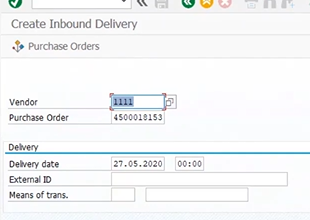 Create Inbound Delivery
Purchase Orders
Vendor 1111
Purchase Order 4500018153
Delivery
Delivery date 27.05.2020 00:00
External ID
Means of trans.